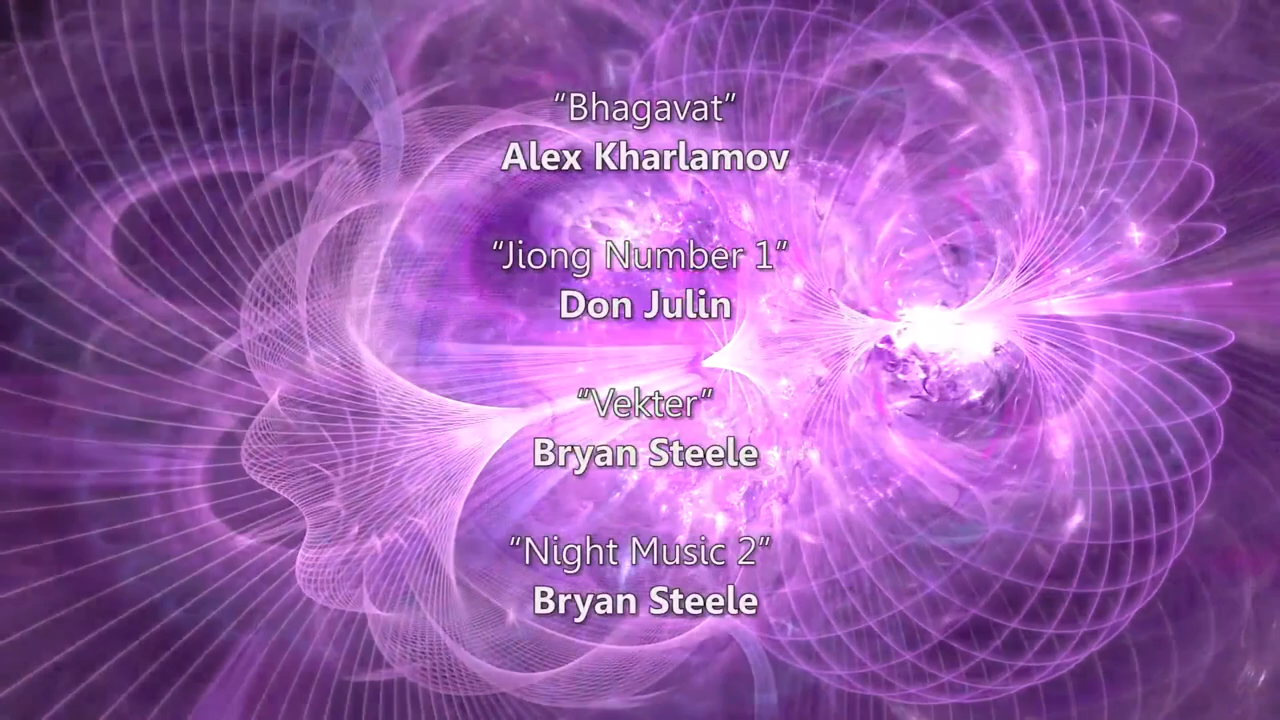 “Bhagavat”
Alex Kharlamov
“Jiong Number 1”
Don Julin
“Vekter”
Bryan Steele
“Night Music 2”
Bryan Steele